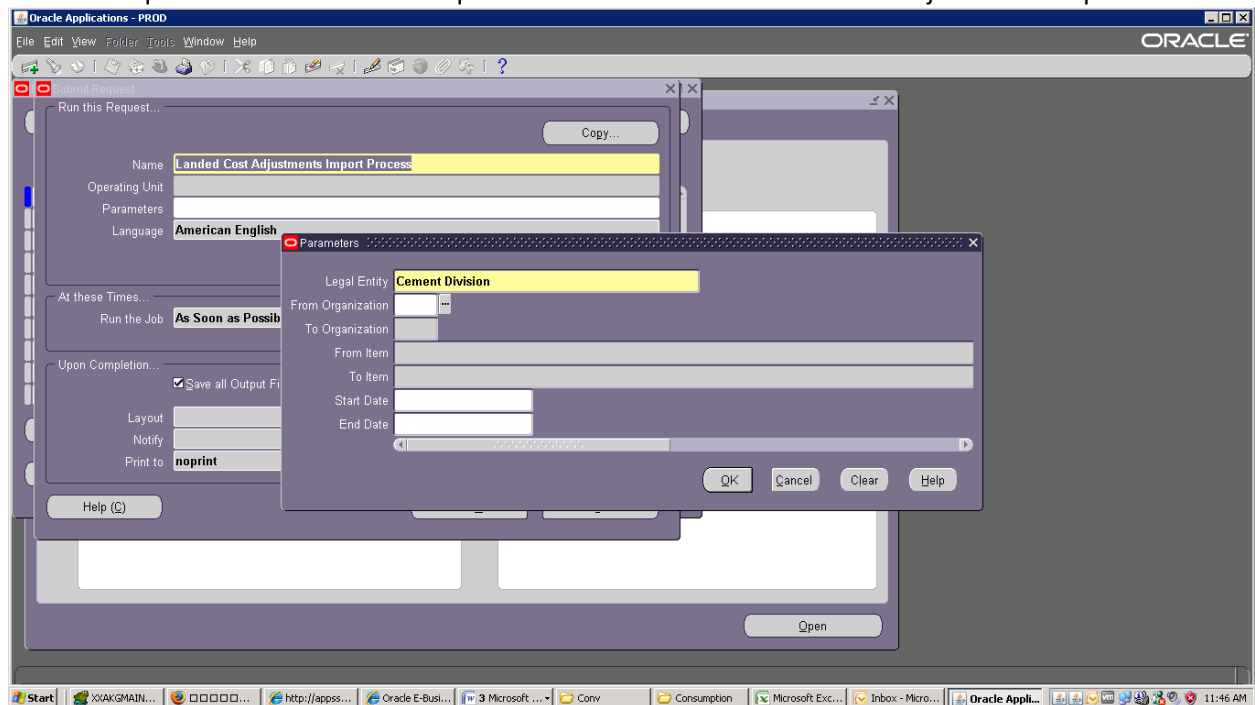 Oracle Applications - PROD
File Edit View Folder Tools Window Help
ORACLE
Submit Request
Run this Request...
Copy...
Name Landed Cost Adjustments Import Process
Operating Unit
Parameters
Language American English
Parameters
Legal Entity Cement Division
From Organization
To Organization
From Item
To Item
Start Date
End Date
OK Cancel Clear Help
At these Times...
Run the Job As Soon as Possib
Upon Completion...
Save all Output Fi
Layout
Notify
Print to noprint
Help (C)
Open
Start XXAKGMAIN... http://appss... Oracle E-Busi... 3 Microsoft ... Conv Consumption Microsoft Exc... Inbox - Micro... Oracle Appli... 11:46 AM